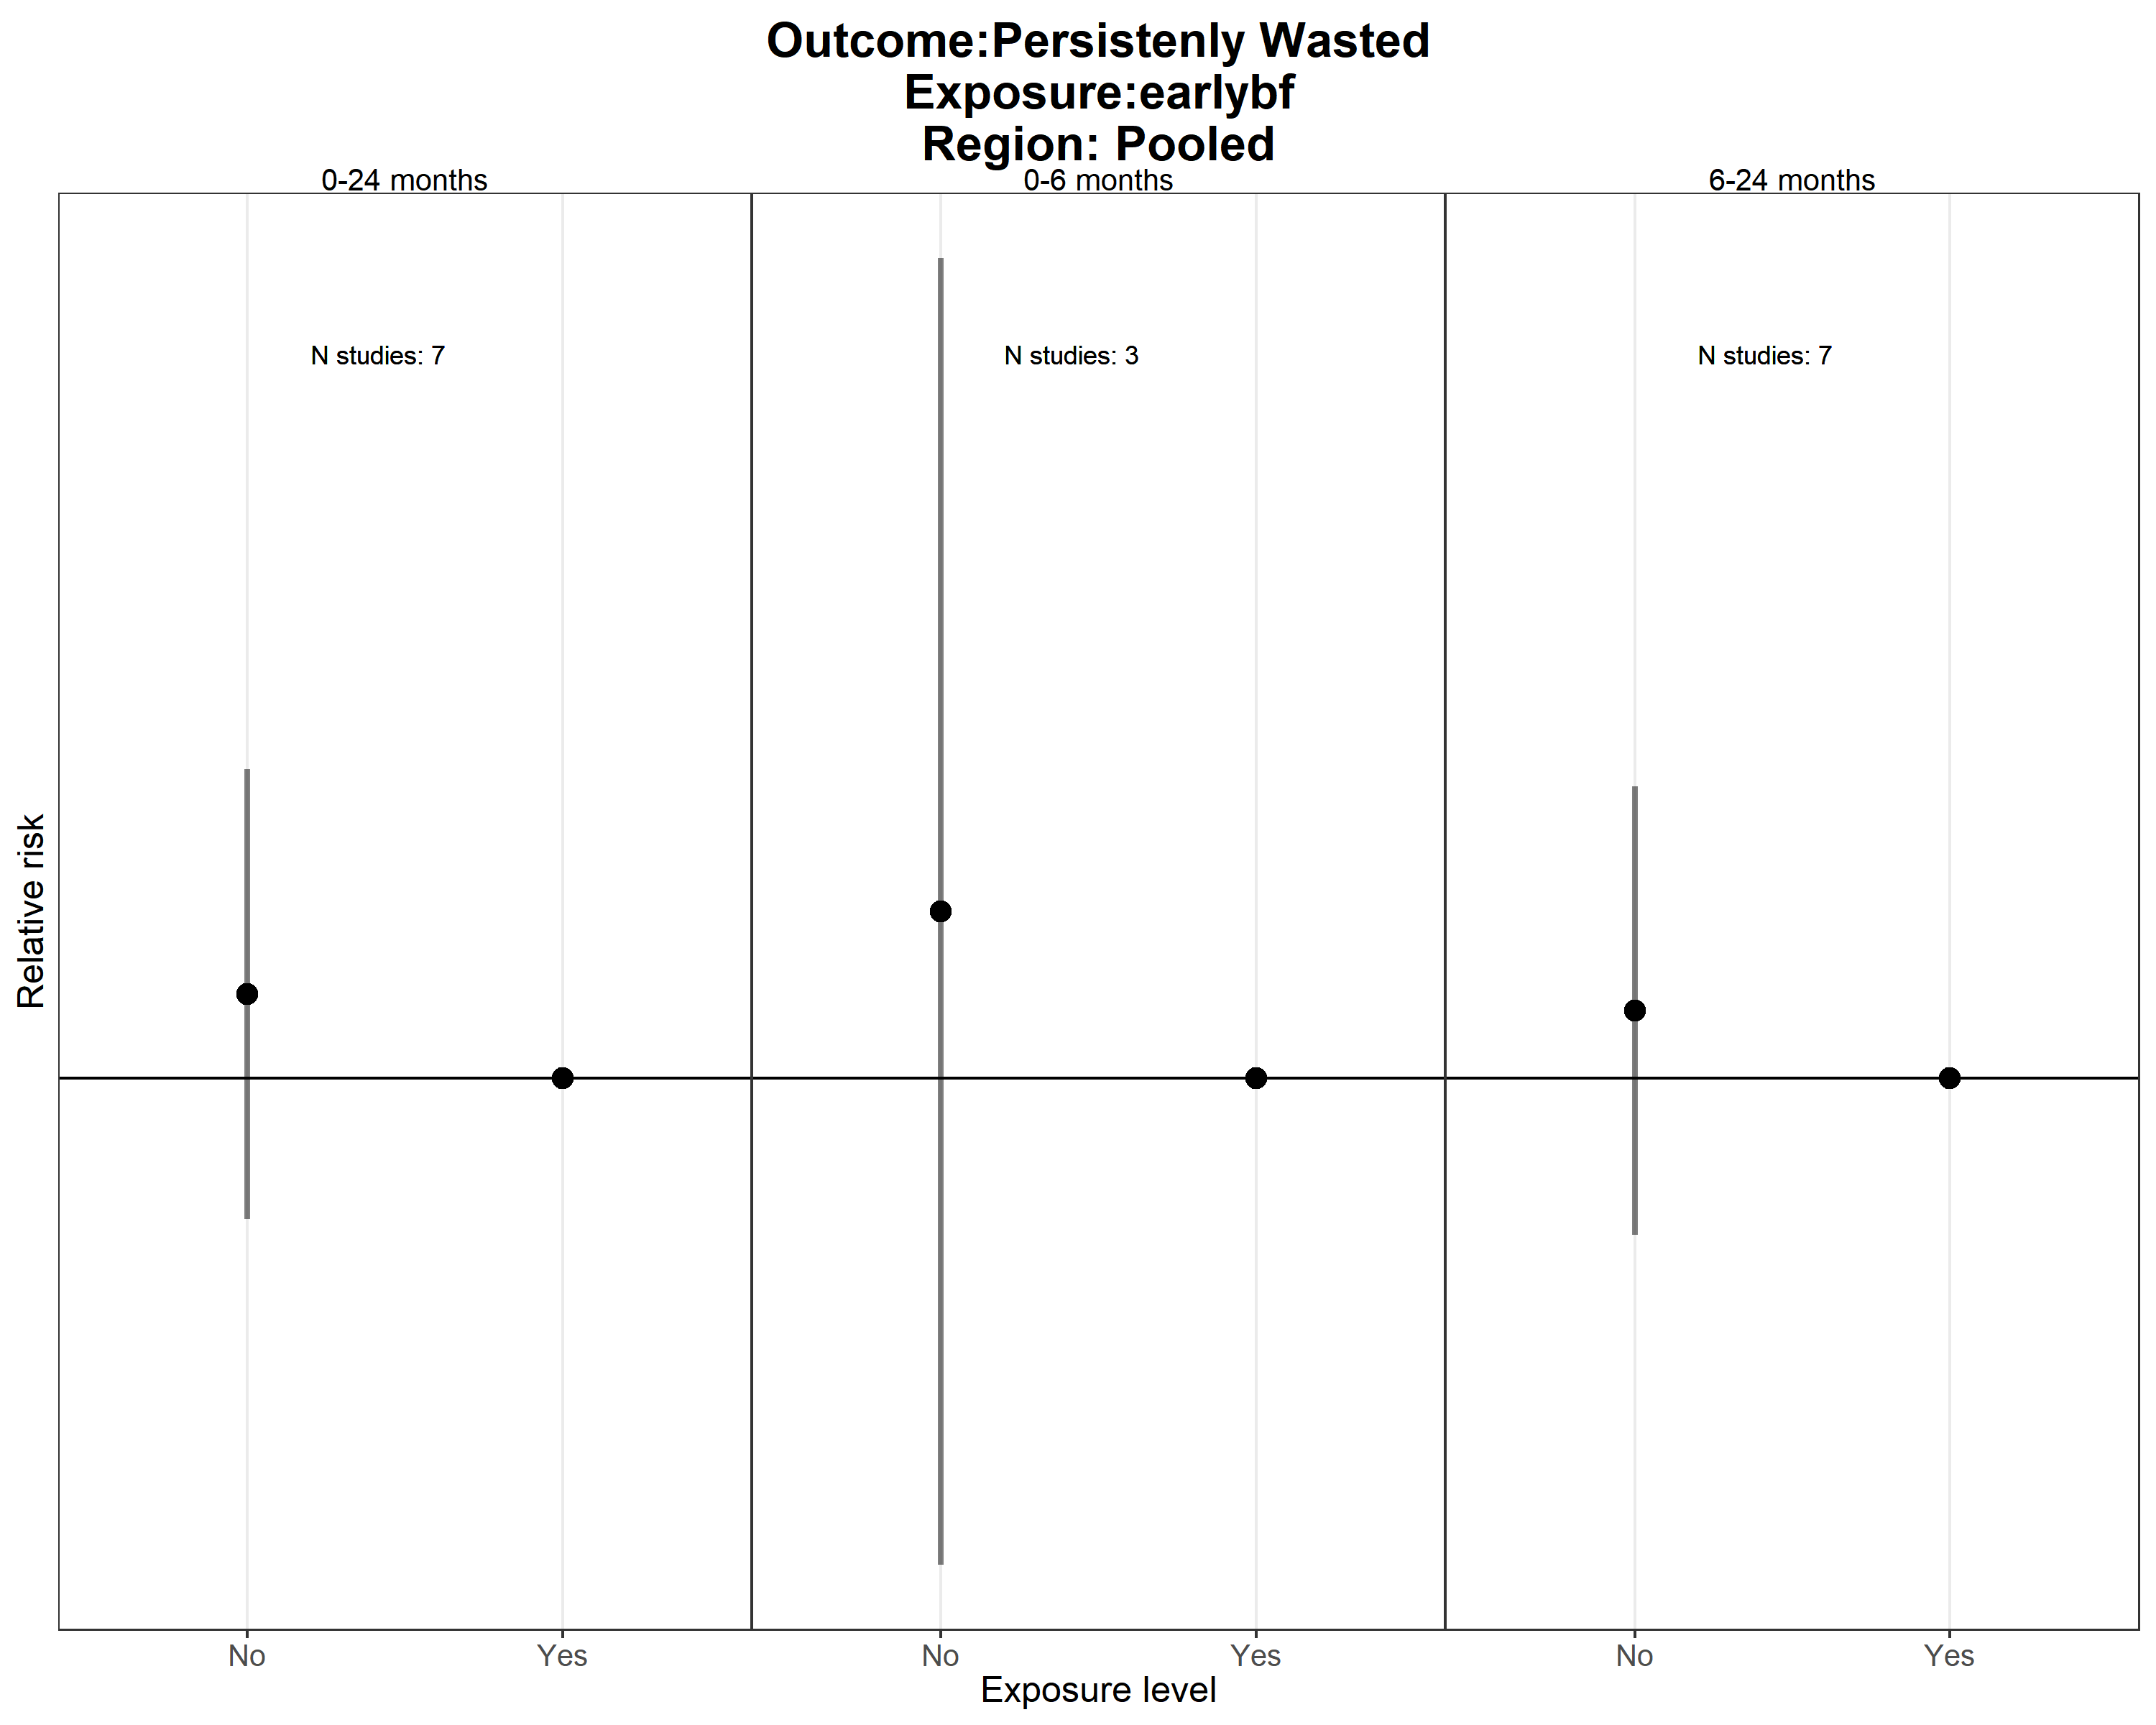 Outcome:Persistenly Wasted
Exposure:earlybf
Region: Pooled
0-24 months
0-6 months
6-24 months
N studies: 7
N studies: 3
N studies: 7
Relative risk
No
Yes
No
Yes
No
Yes
Exposure level